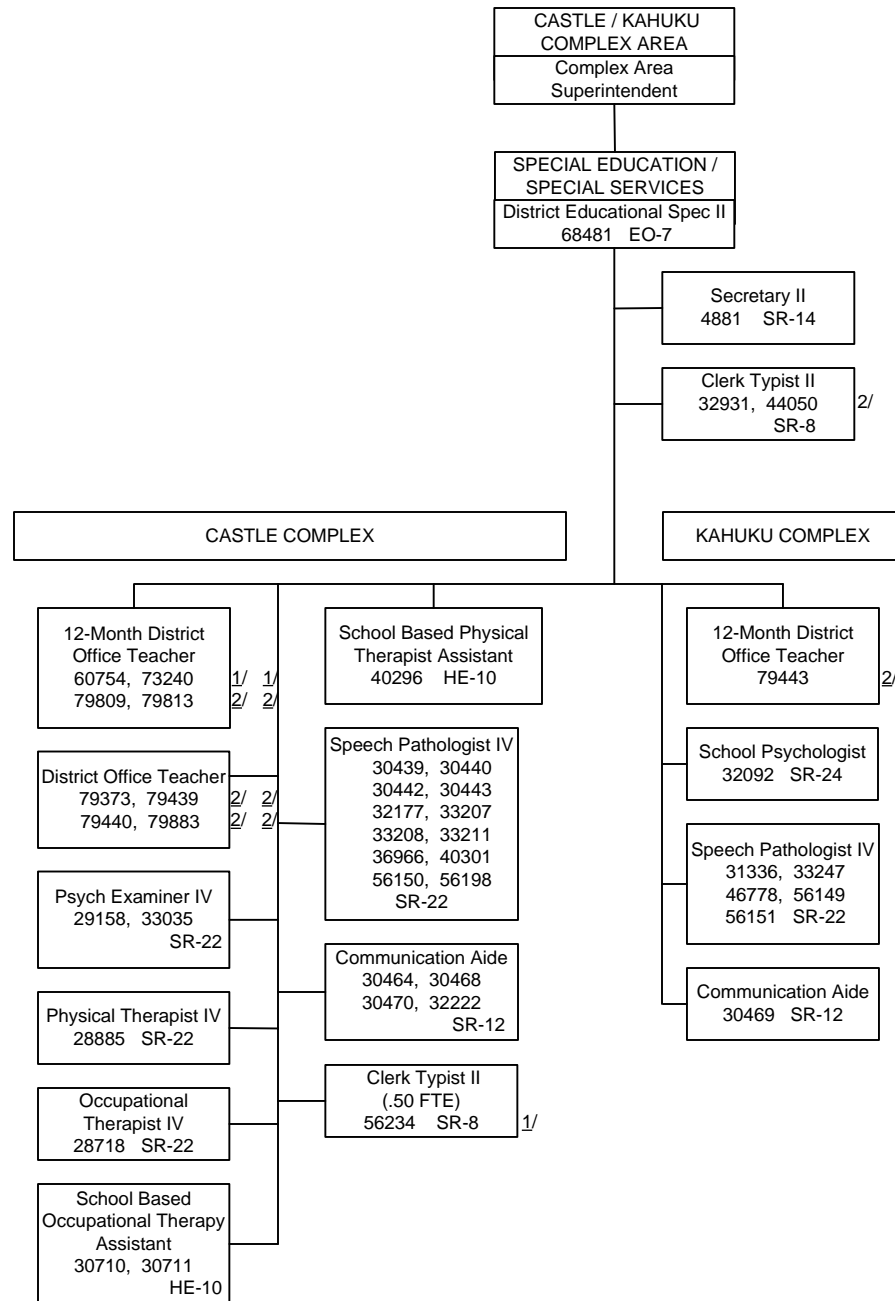 CASTLE / KAHUKU
COMPLEX AREA
Complex Area
Superintendent
SPECIAL EDUCATION /
SPECIAL SERVICES
District Educational Spec II
68481 EO-7
Secretary II
4881 SR-14
Clerk Typist II
32931, 44050 2/
SR-8
CASTLE COMPLEX
12-Month District
Office Teacher
60754, 73240 1/ 1/
79809, 79813 2/ 2/
District Office Teacher
79373, 79439 2/ 2/
79440, 79883 2/ 2/
Psych Examiner IV
29158, 33035
SR-22
Physical Therapist IV
28885 SR-22
Occupational
Therapist IV
28718 SR-22
School Based
Occupational Therapy
Assistant
30710, 30711
HE-10
School Based Physical
Therapist Assistant
40296 HE-10
Speech Pathologist IV
30439, 30440
30442, 30443
32177, 33207
33208, 33211
36966, 40301
56150, 56198
SR-22
Communication Aide
30464, 30468
30470, 32222
SR-12
Clerk Typist II
(.50 FTE)
56234 SR-8 1/
KAHUKU COMPLEX
12-Month District
Office Teacher
79443 2/
School Psychologist
32092 SR-24
Speech Pathologist IV
31336, 33247
46778, 56149
56151 SR-22
Communication Aide
30469 SR-12